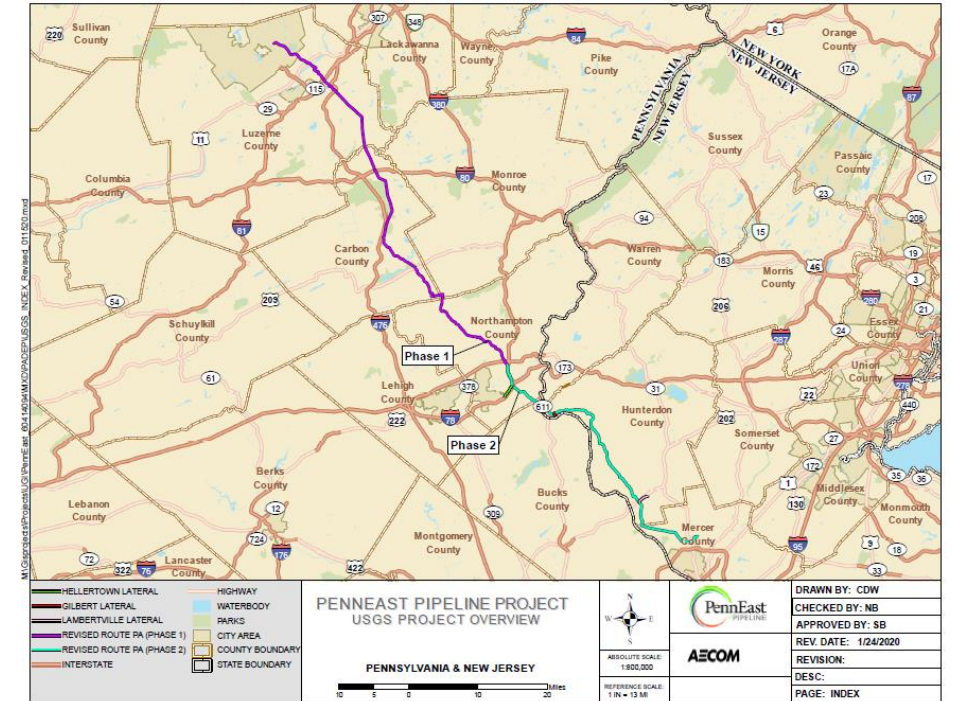 307
348
Sullivan
County
220
6
Orange
County
Lackawanna
County
Wayne
County
84
Pike
County
17A
NEW YORK
NEW JERSEY
PENNSYLVANIA
NEW JERSEY
115
380
87
29
11
Luzerne
County
Sussex
County
Passaic
County
80
Monroe
County
17
Columbia
County
23
94
208
81
15
Carbon
County
Warren
County
183
46
19
Morris
County
3
54
209
280
206
21
Schuylkill
County
476
Northampton
County
24
Essex
County
287
Phase 1
173
Union
County
61
378
Lehigh
County
31
278
22
440
222
78
611
Hunterdon
County
202
Phase 2
Somerset
County
27
Berks
County
172
35
36
Bucks
County
1
Middlesex
County
Lebanon
County
12
130
Monmouth
County
309
Mercer
County
724
Montgomery
County
9
18
72
322
76
Lancaster
County
176
422
95
33
HELLERTOWN LATERAL
GILBERT LATERAL
LAMBERTVILLE LATERAL
REVISED ROUTE PA (PHASE 1)
REVISED ROUTE PA (PHASE 2)
INTERSTATE
HIGHWAY
WATERBODY
PARKS
CITY AREA
COUNTY BOUNDARY
STATE BOUNDARY
PENNEAST PIPELINE PROJECT
USGS PROJECT OVERVIEW
PENNSYLVANIA & NEW JERSEY
10 5 0 10 20 Miles
N
W E
S
ABSOLUTE SCALE:
1:800,000
REFERENCE SCALE:
1 IN = 13 MI
PennEast
PIPELINE
AECOM
DRAWN BY: CDW
CHECKED BY: NB
APPROVED BY: SB
REV. DATE: 1/24/2020
REVISION:
DESC:
PAGE: INDEX